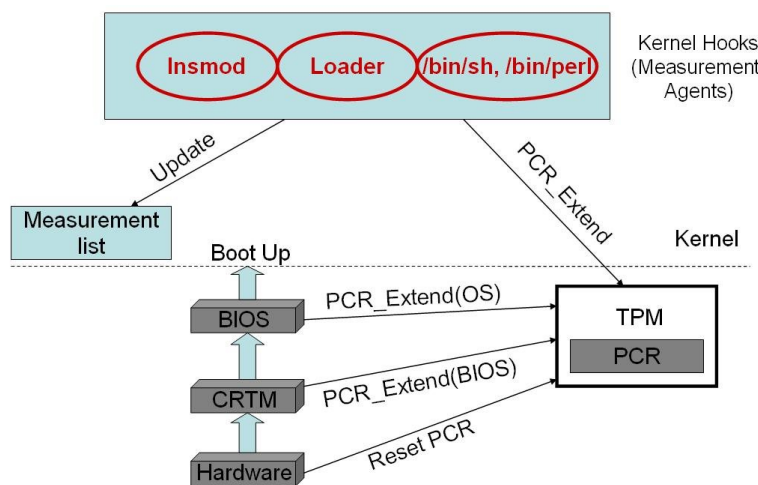 Insmod
Loader
/bin/sh, /bin/perl
Kernel Hooks
(Measurement
Agents)
Update
PCR_Extend
Measurement
list
Boot Up
Kernel
BIOS
PCR_Extend(OS)
TPM
PCR
CRTM
PCR_Extend(BIOS)
Hardware
Reset PCR